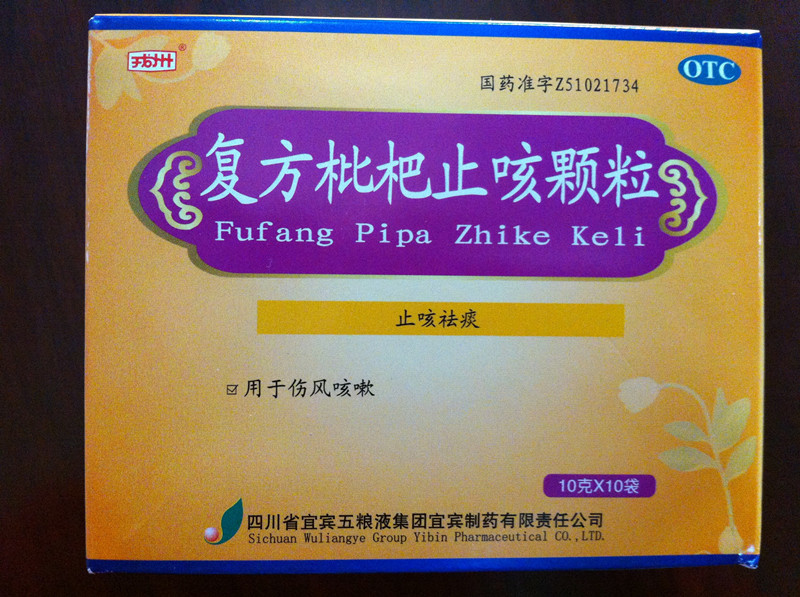 戎州®
OTC
国药准字Z51021734
复方枇杷止咳颗粒
Fufang Pipa Zhike Keli
止咳祛痰
☑用于伤风咳嗽
10克X10袋
四川省宜宾五粮液集团宜宾制药有限责任公司
Sichuan Wuliangye Group Yibin Pharmaceutical CO.,LTD.